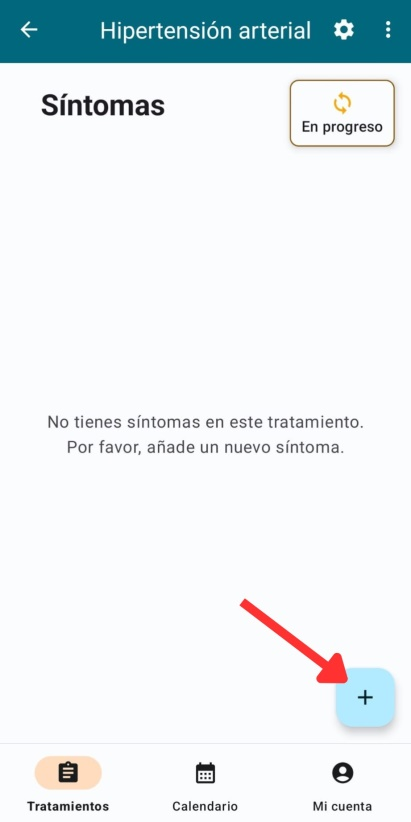 Hipertensión arterial
Síntomas
En progreso
No tienes síntomas en este tratamiento.
Por favor, añade un nuevo síntoma.
Tratamientos
Calendario
Mi cuenta